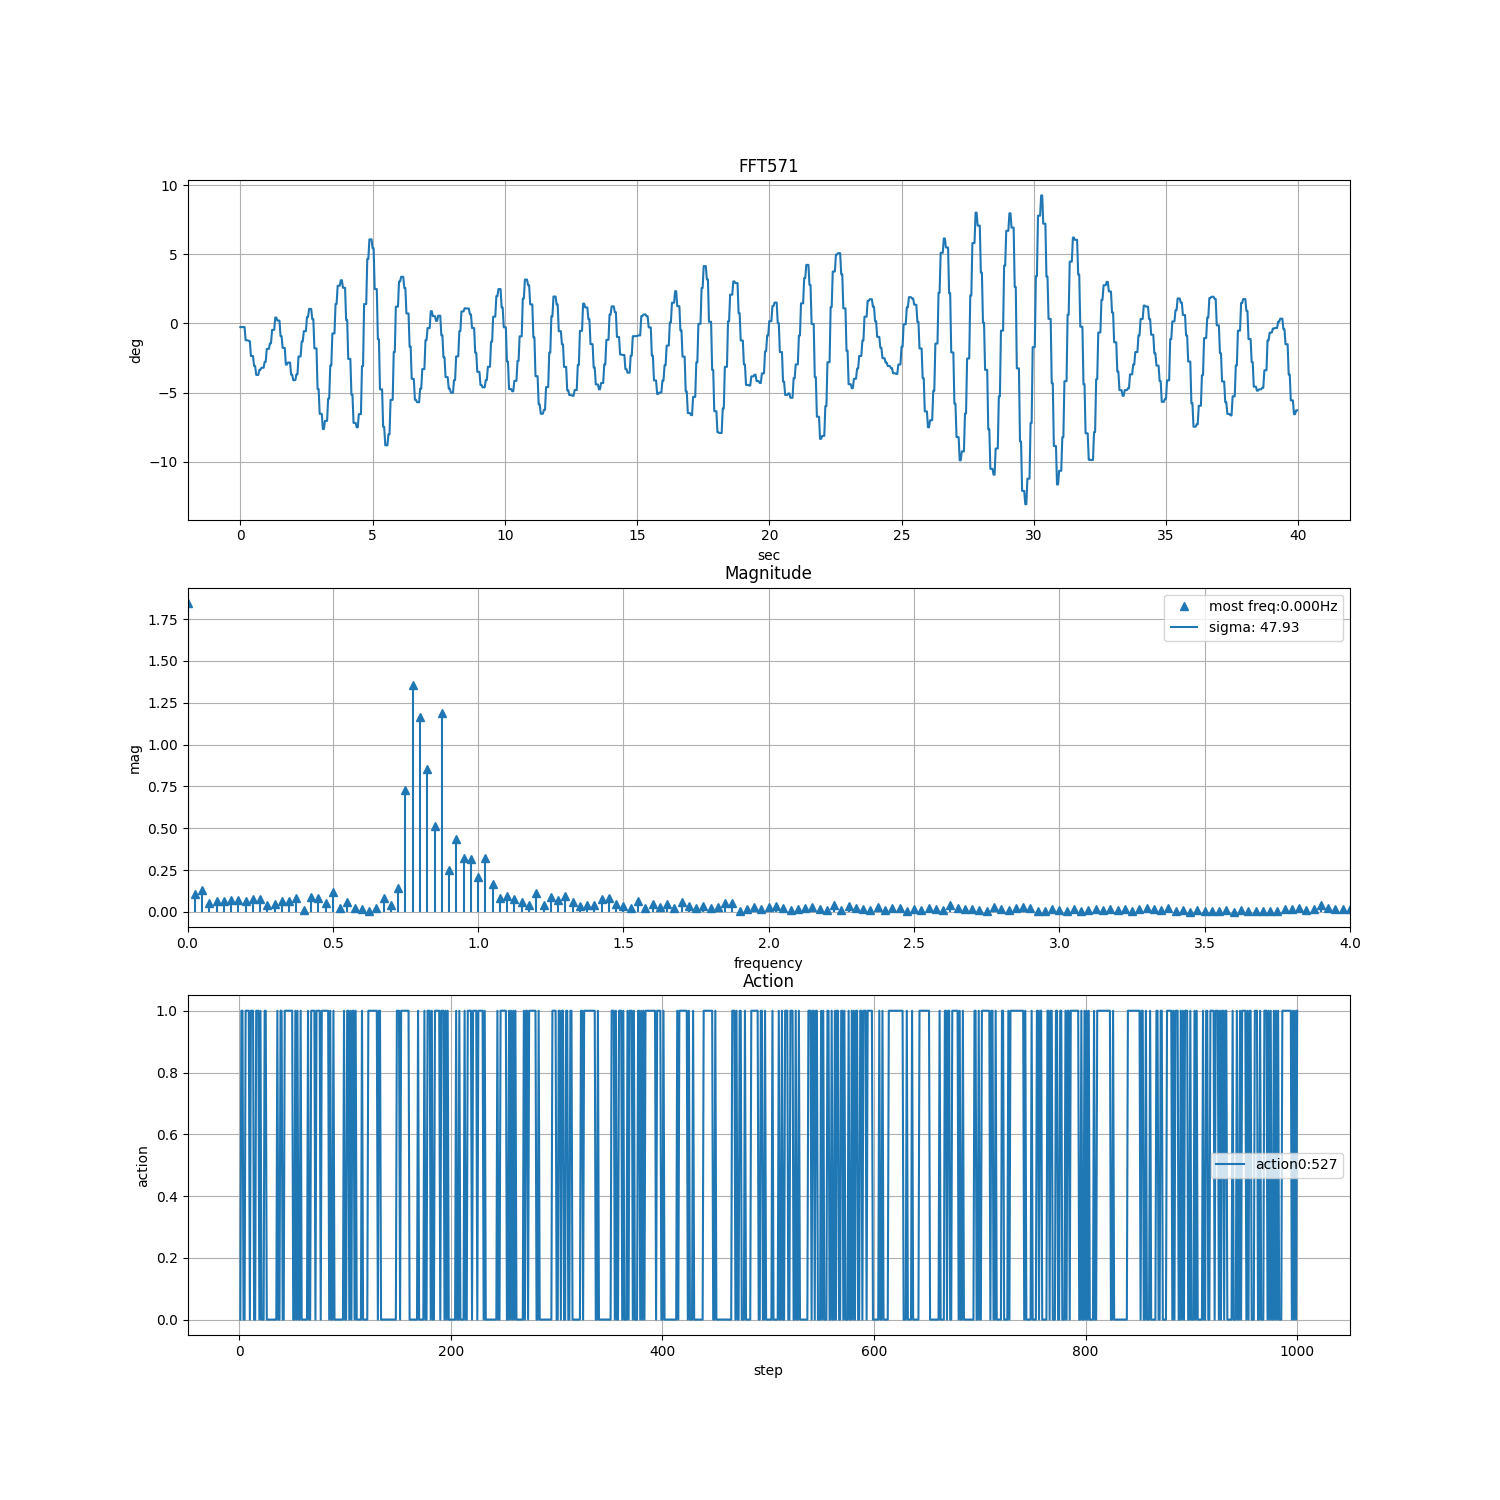 FFT571
10
5
0
−5
−10
deg
0 5 10 15 20 25 30 35 40
sec
Magnitude
most freq:0.000Hz
sigma: 47.93
1.75
1.50
1.25
1.00
0.75
0.50
0.25
0.00
mag
0.0 0.5 1.0 1.5 2.0 2.5 3.0 3.5 4.0
frequency
Action
1.0
0.8
0.6
0.4
0.2
0.0
action
action0:527
0 200 400 600 800 1000
step